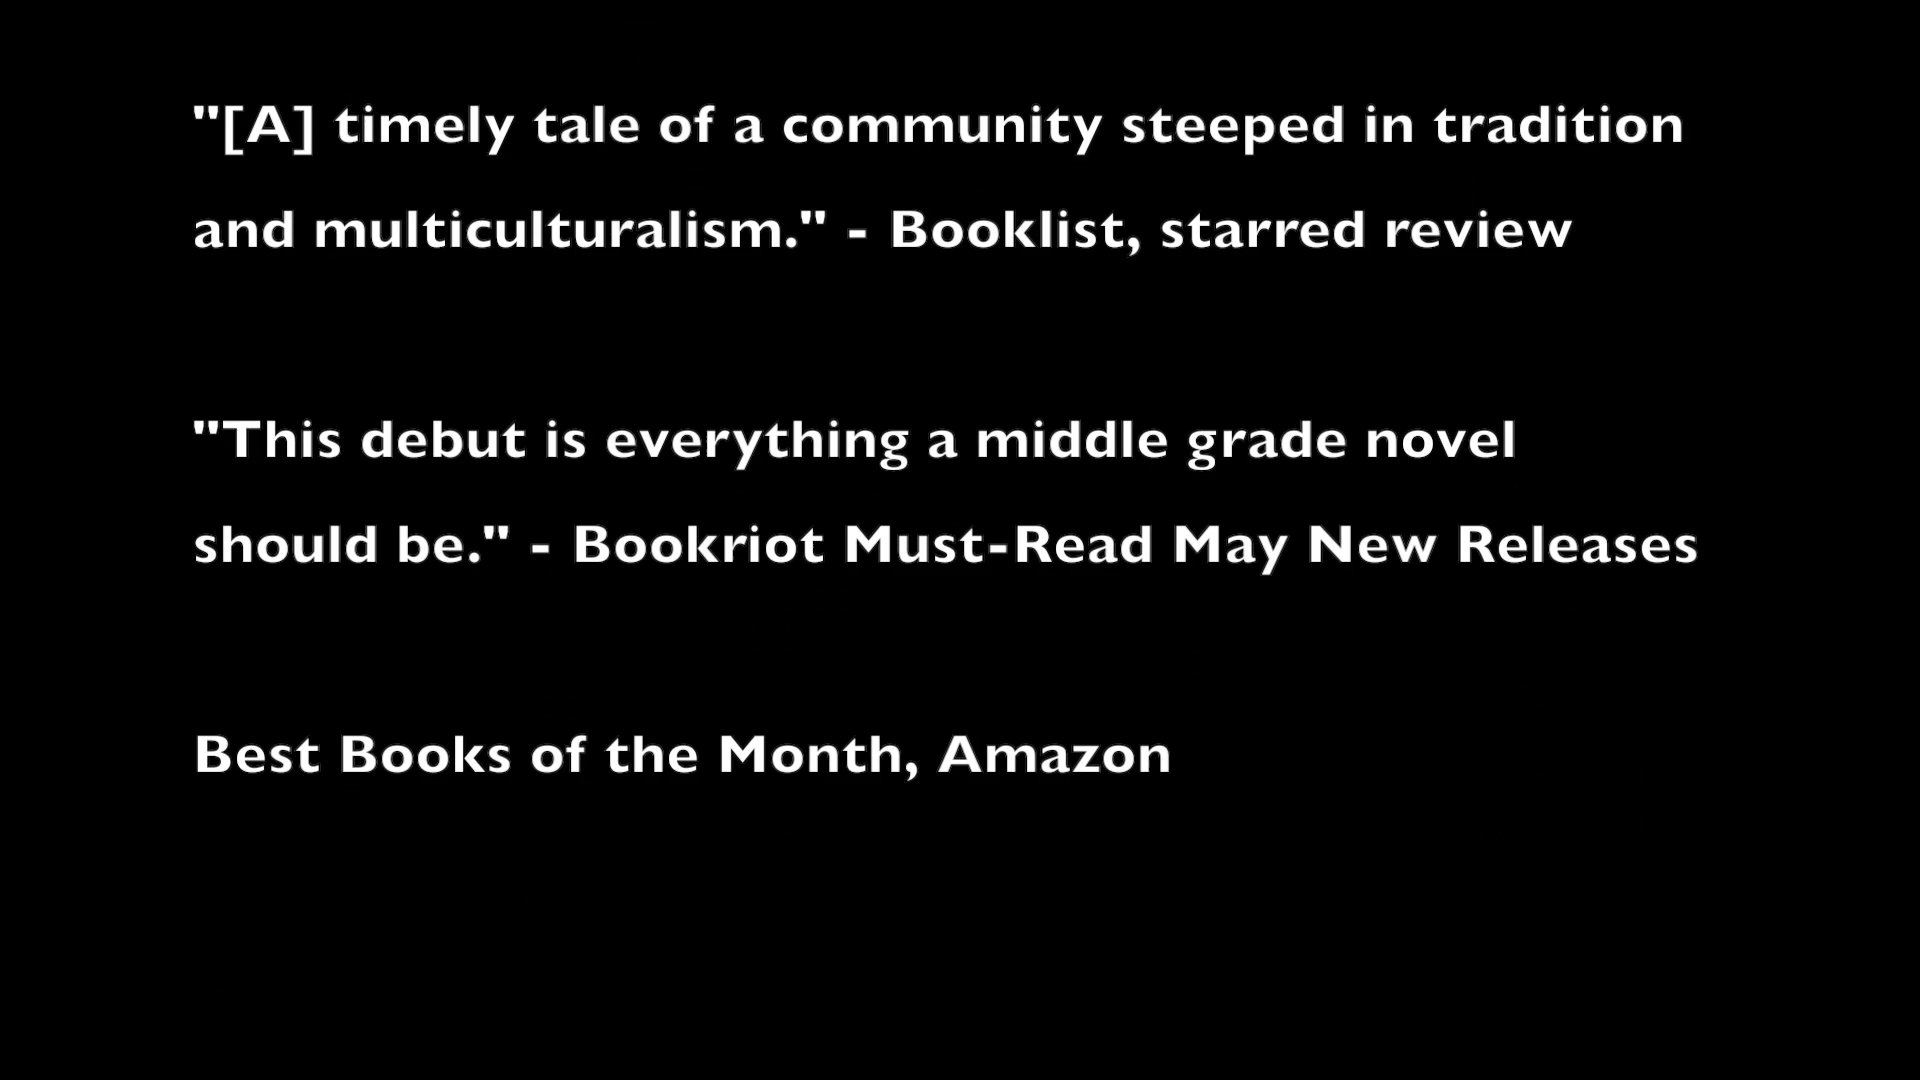 "[A] timely tale of a community steeped in tradition
and multiculturalism." - Booklist, starred review
"This debut is everything a middle grade novel
should be." - Bookriot Must-Read May New Releases
Best Books of the Month, Amazon